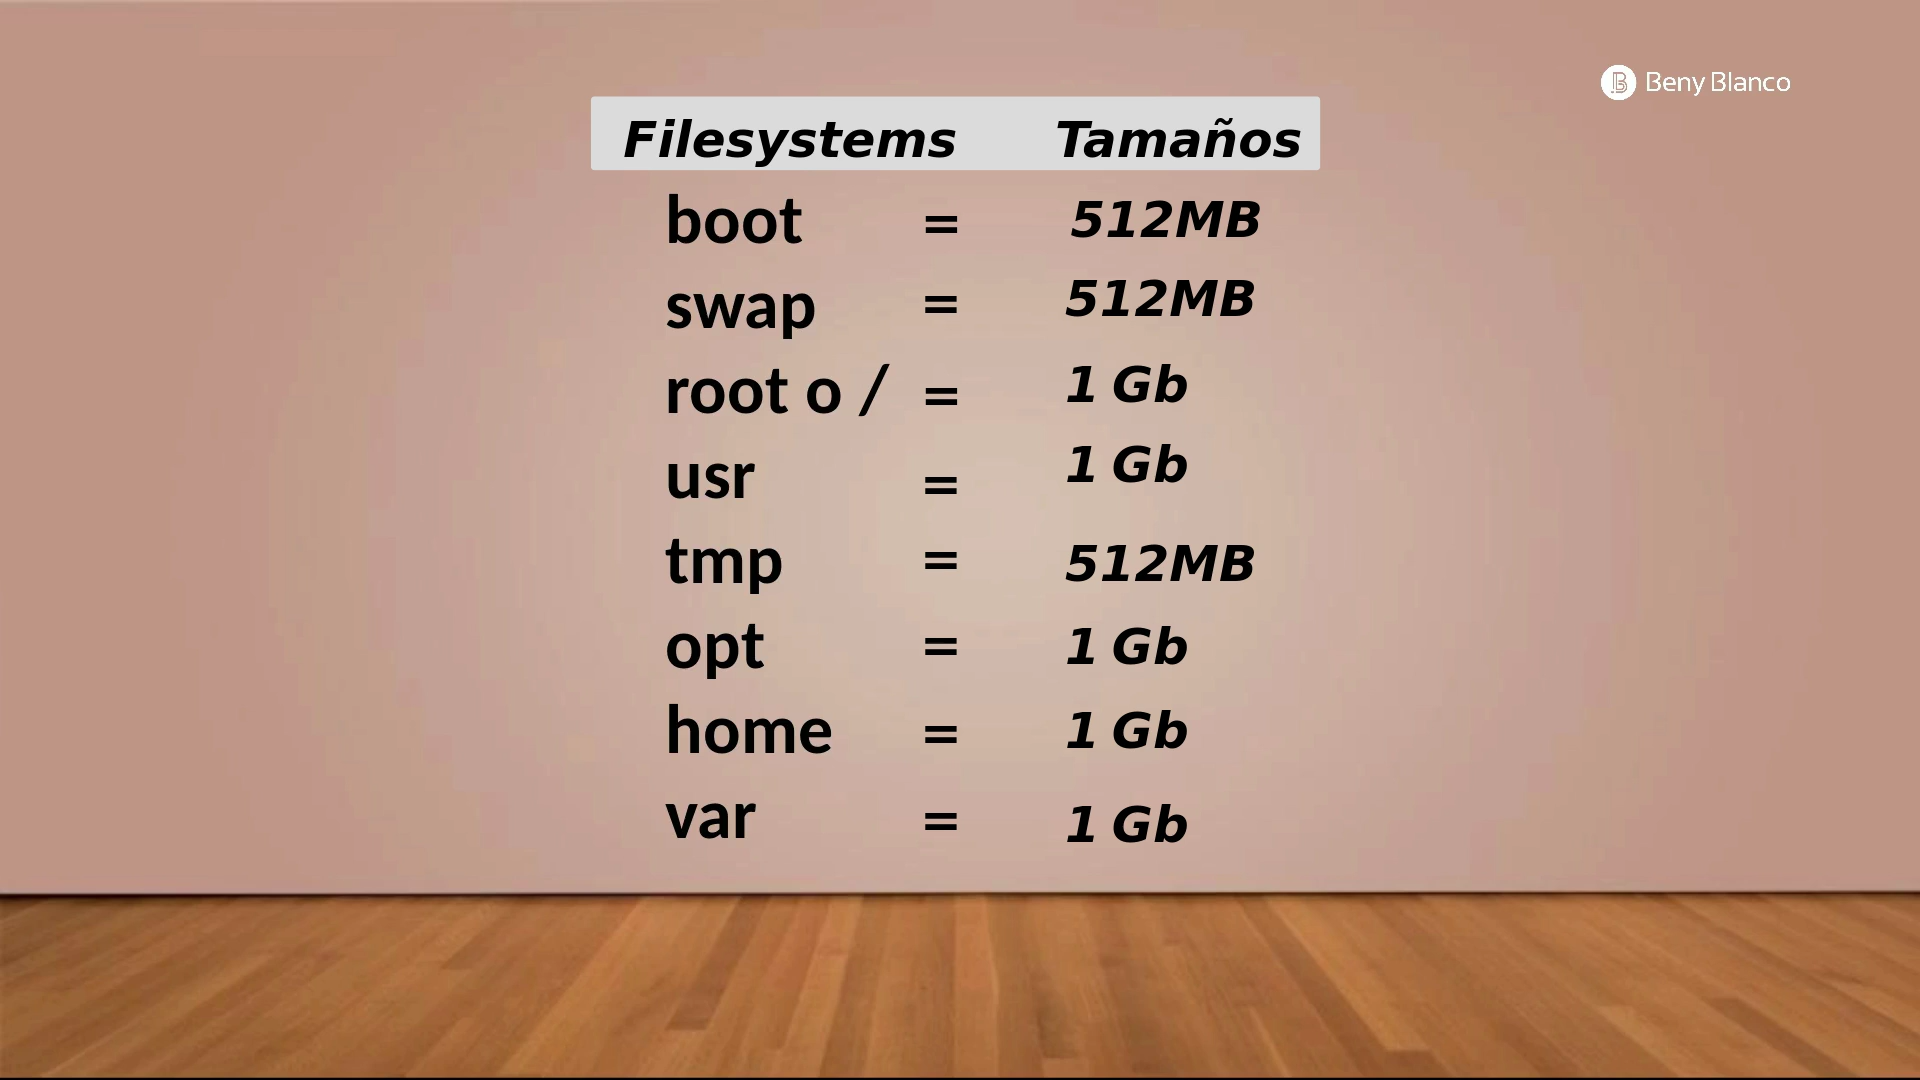 Beny Blanco
Filesystems Tamaños
boot = 512MB
swap = 512MB
root o / = 1 Gb
usr = 1 Gb
tmp = 512MB
opt = 1 Gb
home = 1 Gb
var = 1 Gb